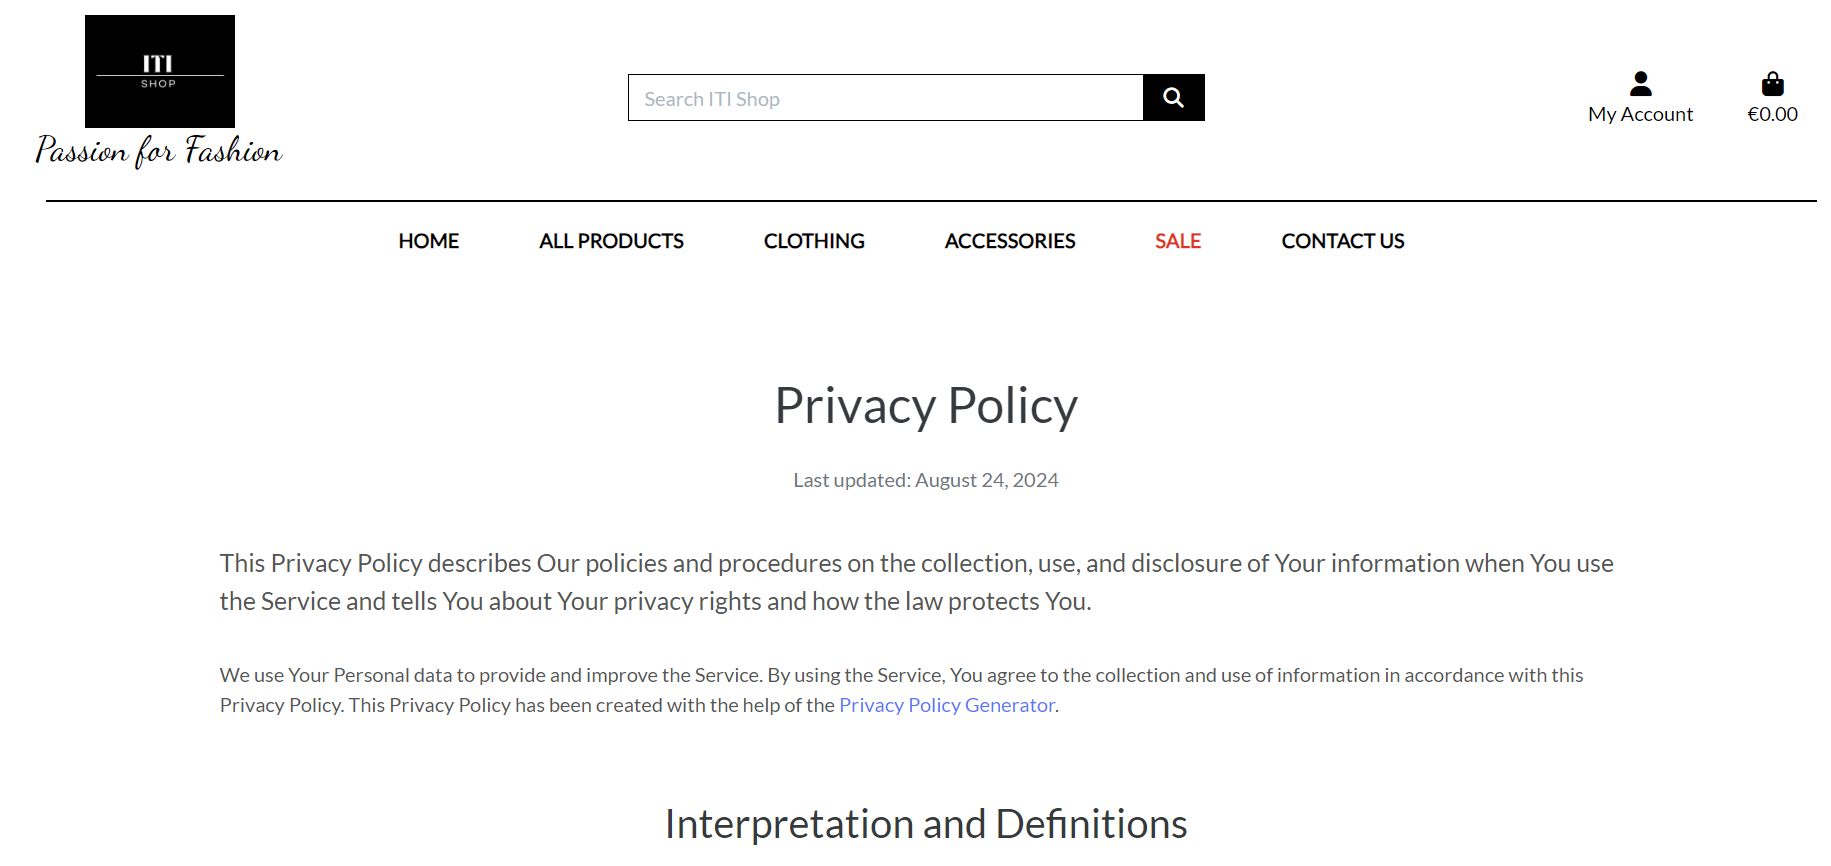 ITI
SHOP
Passion for Fashion
Search ITI Shop
My Account
€0.00
HOME
ALL PRODUCTS
CLOTHING
ACCESSORIES
SALE
CONTACT US
Privacy Policy
Last updated: August 24, 2024
This Privacy Policy describes Our policies and procedures on the collection, use, and disclosure of Your information when You use
the Service and tells You about Your privacy rights and how the law protects You.
We use Your Personal data to provide and improve the Service. By using the Service, You agree to the collection and use of information in accordance with this
Privacy Policy. This Privacy Policy has been created with the help of the Privacy Policy Generator.
Interpretation and Definitions